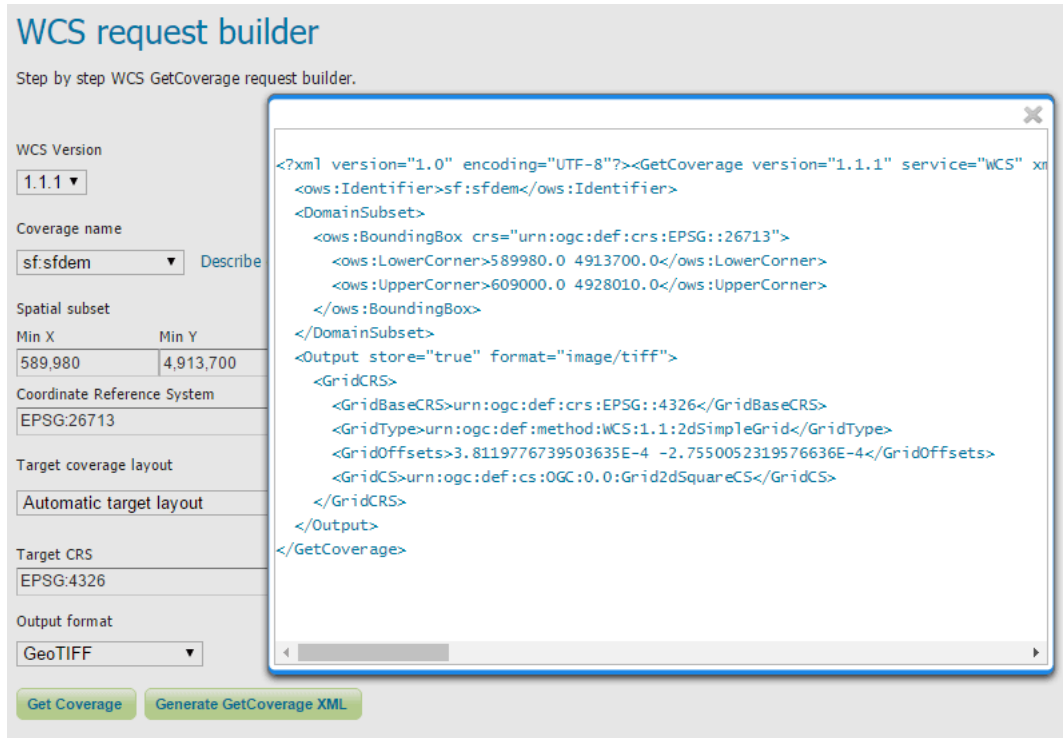 WCS request builder
Step by step WCS GetCoverage request builder.
WCS Version
1.1.1
Coverage name
sf:sfdem
Describe
Spatial subset
Min X Min Y
589,980 4,913,700
Coordinate Reference System
EPSG:26713
Target coverage layout
Automatic target layout
Target CRS
EPSG:4326
Output format
GeoTIFF
Get Coverage Generate GetCoverage XML
<?xml version="1.0" encoding="UTF-8"?><GetCoverage version="1.1.1" service="WCS"
<ows:Identifier>sf:sfdem</ows:Identifier>
<DomainSubset>
<ows:BoundingBox crs="urn:ogc:def:crs:EPSG::26713">
<ows:LowerCorner>589980.0 4913700.0</ows:LowerCorner>
<ows:UpperCorner>609000.0 4928010.0</ows:UpperCorner>
</ows:BoundingBox>
</DomainSubset>
<Output store="true" format="image/tiff">
<GridCRS>
<GridBaseCRS>urn:ogc:def:crs:EPSG::4326</GridBaseCRS>
<GridType>urn:ogc:def:method:WCS:1.1:2dSimpleGrid</GridType>
<GridOffsets>3.8119776739503635E-4 -2.7550052319576636E-4</GridOffsets>
<GridCS>urn:ogc:def:cs:OGC:0.0:Grid2dSquareCS</GridCS>
</GridCRS>
</Output>
</GetCoverage>